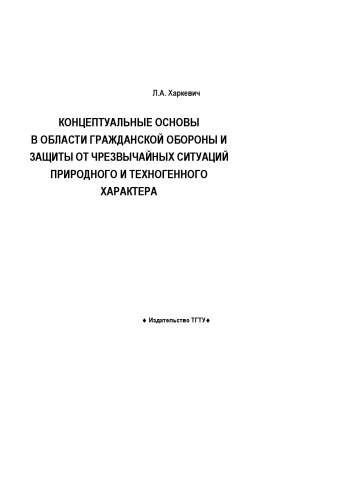 Л.А. Харкевич
КОНЦЕПТУАЛЬНЫЕ ОСНОВЫ
В ОБЛАСТИ ГРАЖДАНСКОЙ ОБОРОНЫ И
ЗАЩИТЫ ОТ ЧРЕЗВЫЧАЙНЫХ СИТУАЦИЙ
ПРИРОДНОГО И ТЕХНОГЕННОГО
ХАРАКТЕРА
♦ Издательство ТГТУ♦